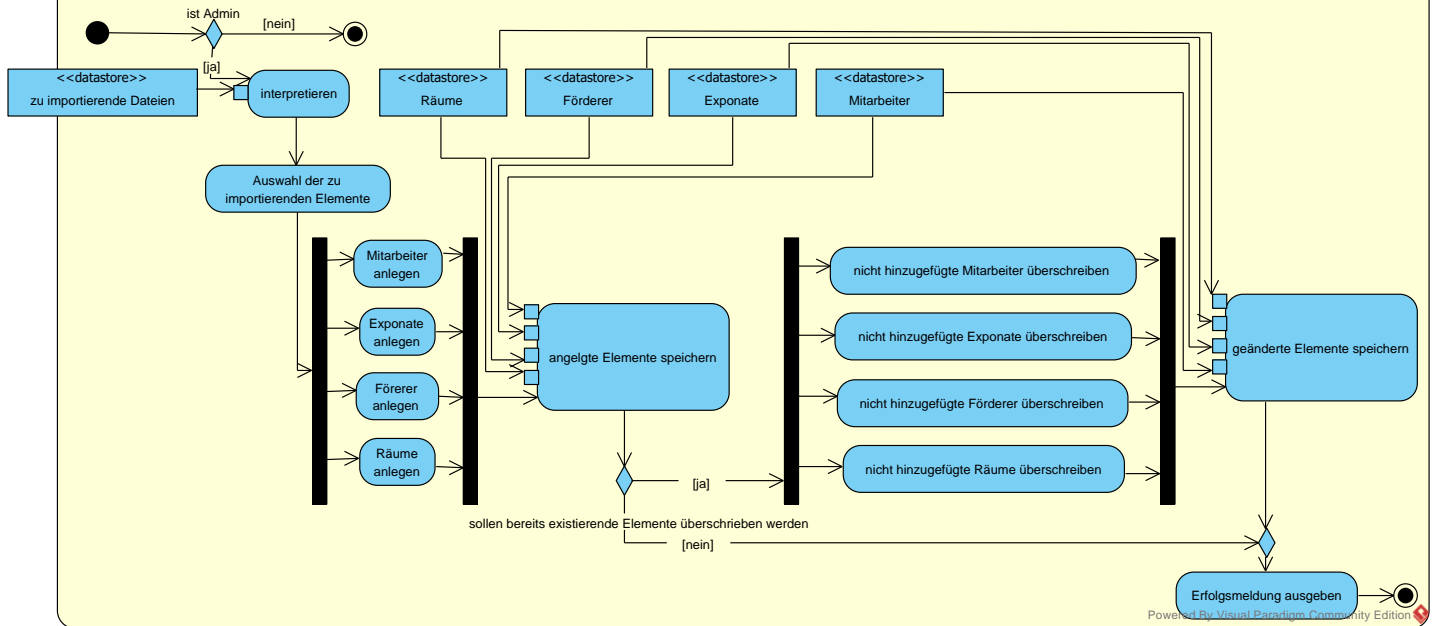 ist Admin
[nein]
[ja]
<<datastore>>
zu importierende Dateien
interpretieren
<<datastore>>
Räume
<<datastore>>
Förderer
<<datastore>>
Exponate
<<datastore>>
Mitarbeiter
Auswahl der zu
importierenden Elemente
Mitarbeiter
anlegen
Exponate
anlegen
Förerer
anlegen
Räume
anlegen
angelgte Elemente speichern
nicht hinzugefügte Mitarbeiter überschreiben
nicht hinzugefügte Exponate überschreiben
nicht hinzugefügte Förderer überschreiben
nicht hinzugefügte Räume überschreiben
geänderte Elemente speichern
[ja]
sollen bereits existierende Elemente überschrieben werden
[nein]
Erfolgsmeldung ausgeben
Powered By Visual Paradigm Community Edition